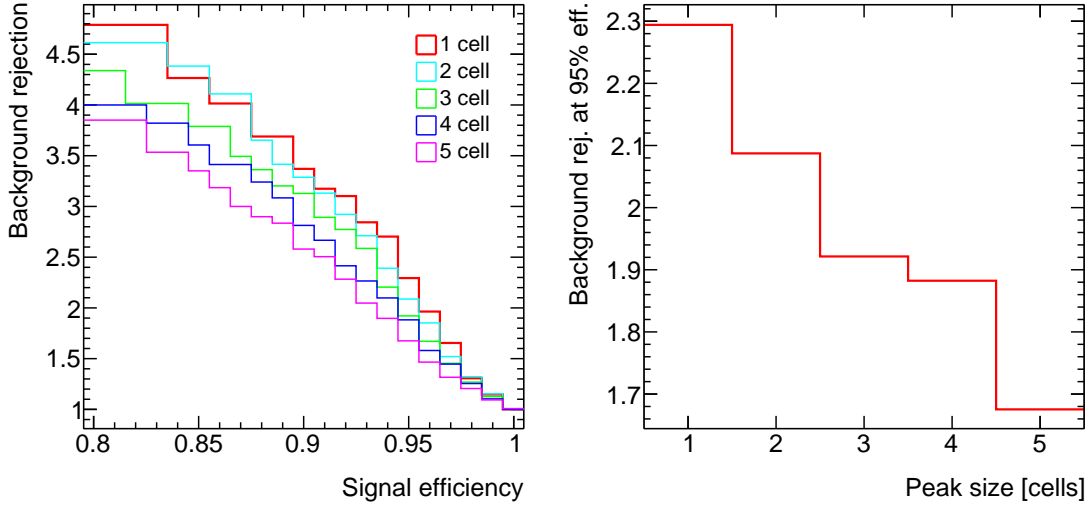 Background rejection
4.5
4
3.5
3
2.5
2
1.5
1
0.8
0.85
0.9
0.95
1
Signal efficiency
1 cell
2 cell
3 cell
4 cell
5 cell
Background rej. at 95% eff.
2.3
2.2
2.1
2
1.9
1.8
1.7
1
2
3
4
5
Peak size [cells]